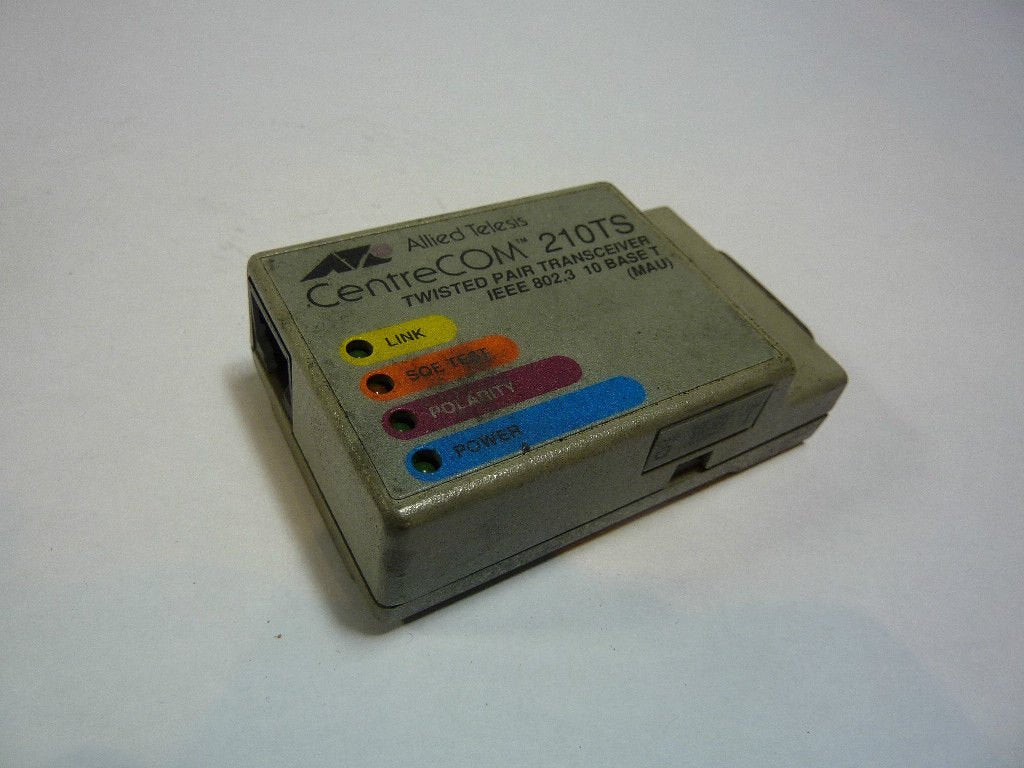 Allied Telesis
CentreCOM™ 210TS
TWISTED PAIR TRANSCEIVER
IEEE 802.3 10 BASE T
(MAU)
LINK
SQE TEST
POLARITY
POWER